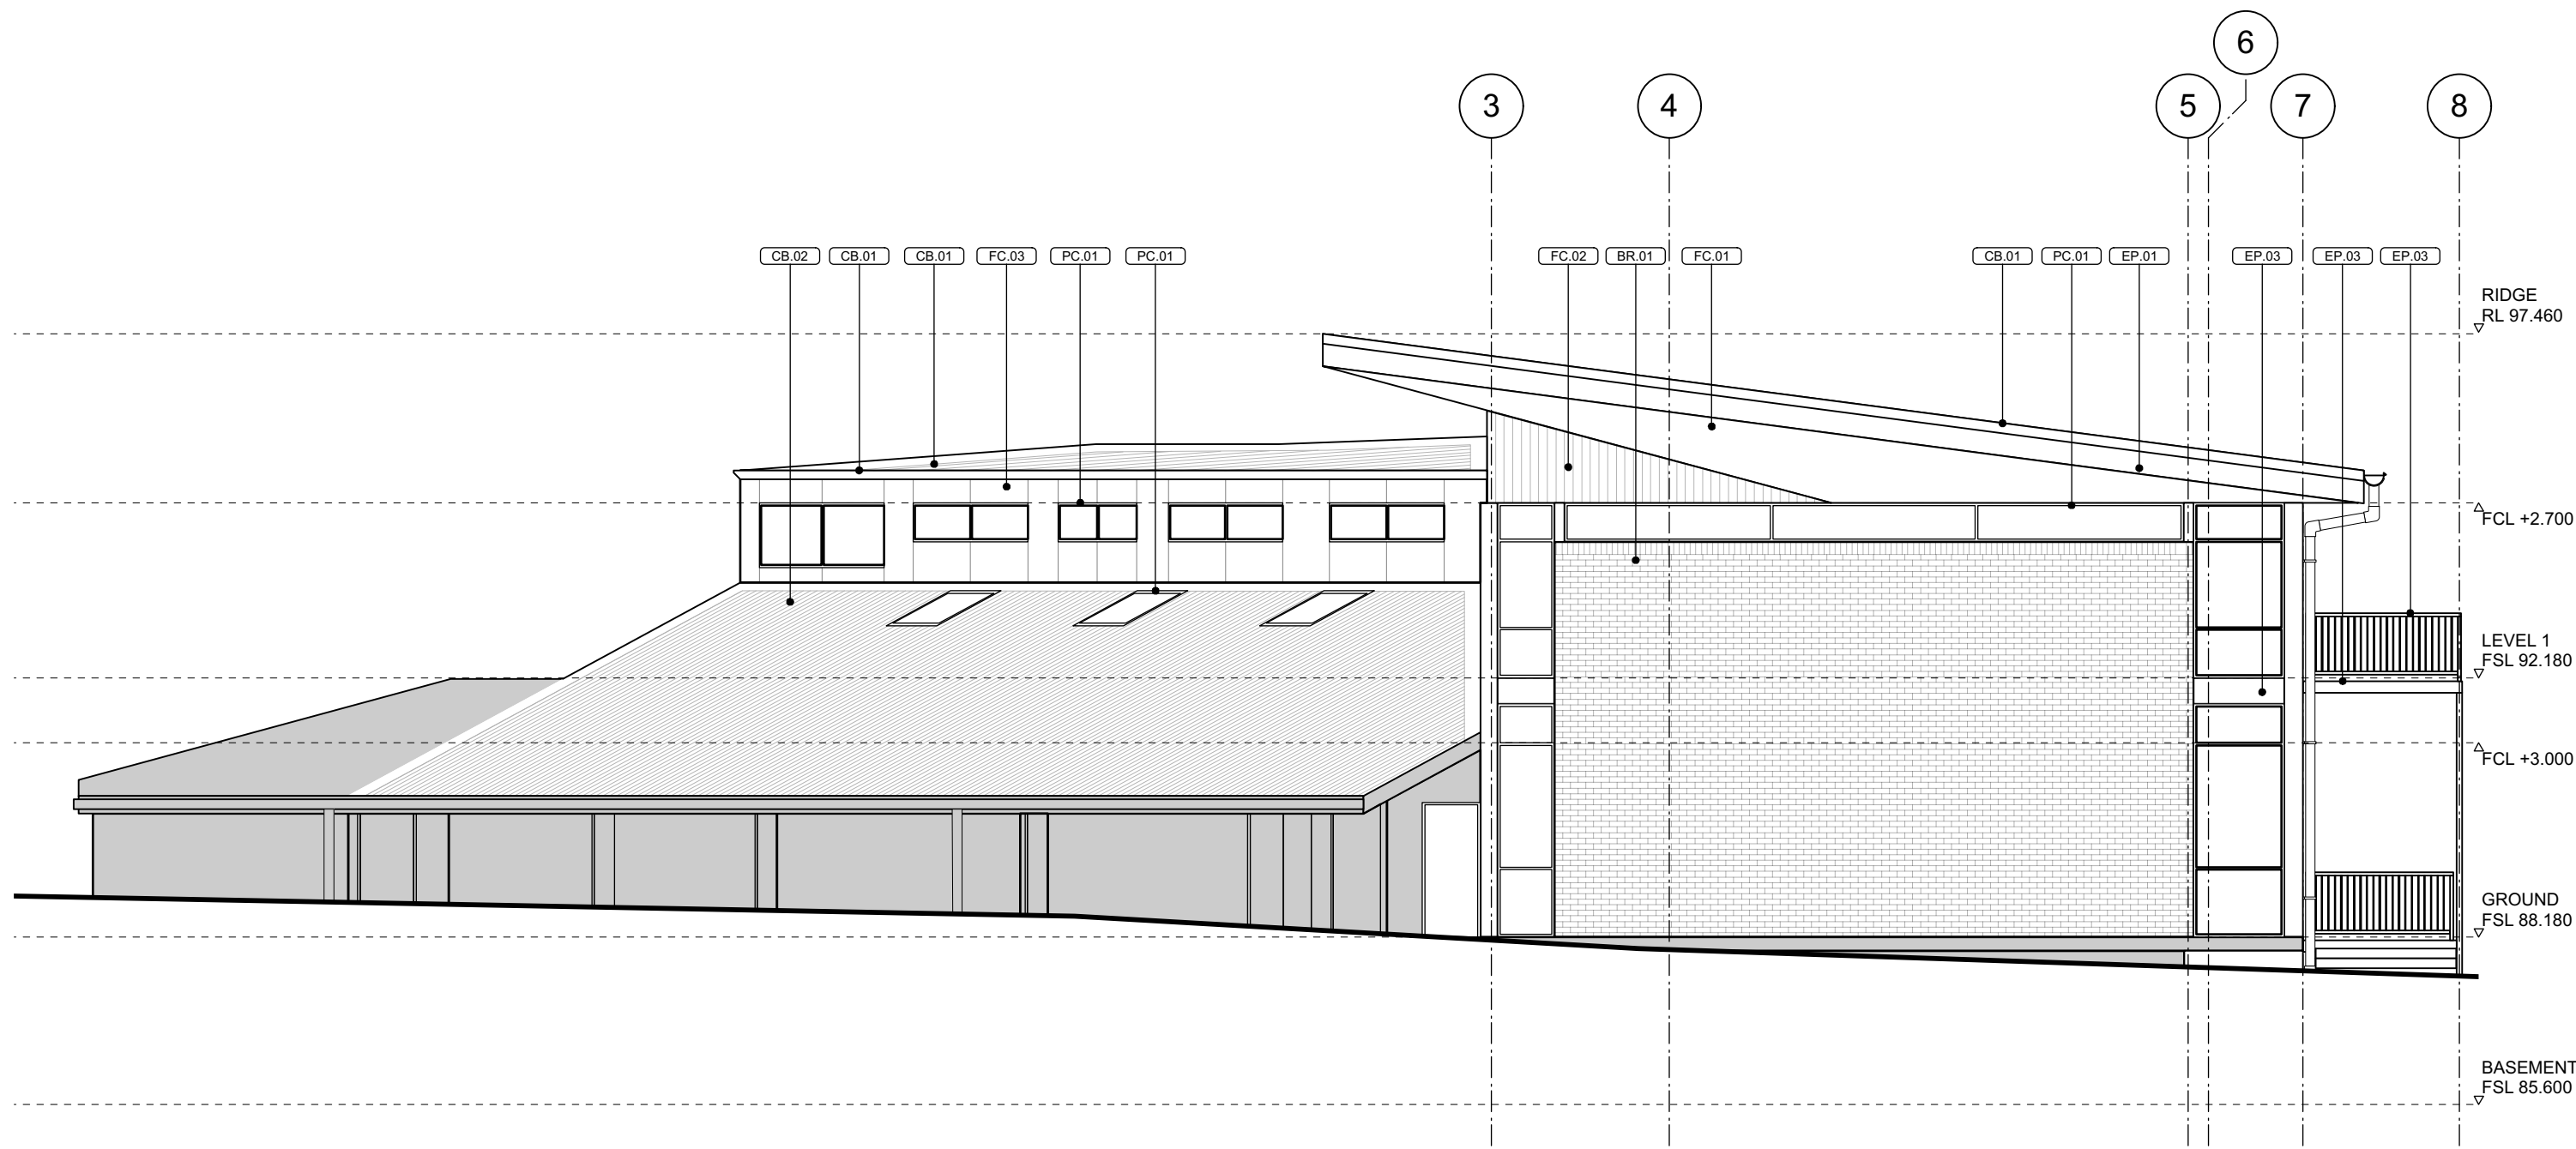 6
3
4
5
7
8
CB.02
CB.01
CB.01
FC.03
PC.01
PC.01
FC.02
BR.01
FC.01
CB.01
PC.01
EP.01
EP.03
EP.03
EP.03
RIDGE
RL 97.460
FCL +2.700
LEVEL 1
FSL 92.180
FCL +3.000
GROUND
FSL 88.180
BASEMENT
FSL 85.600